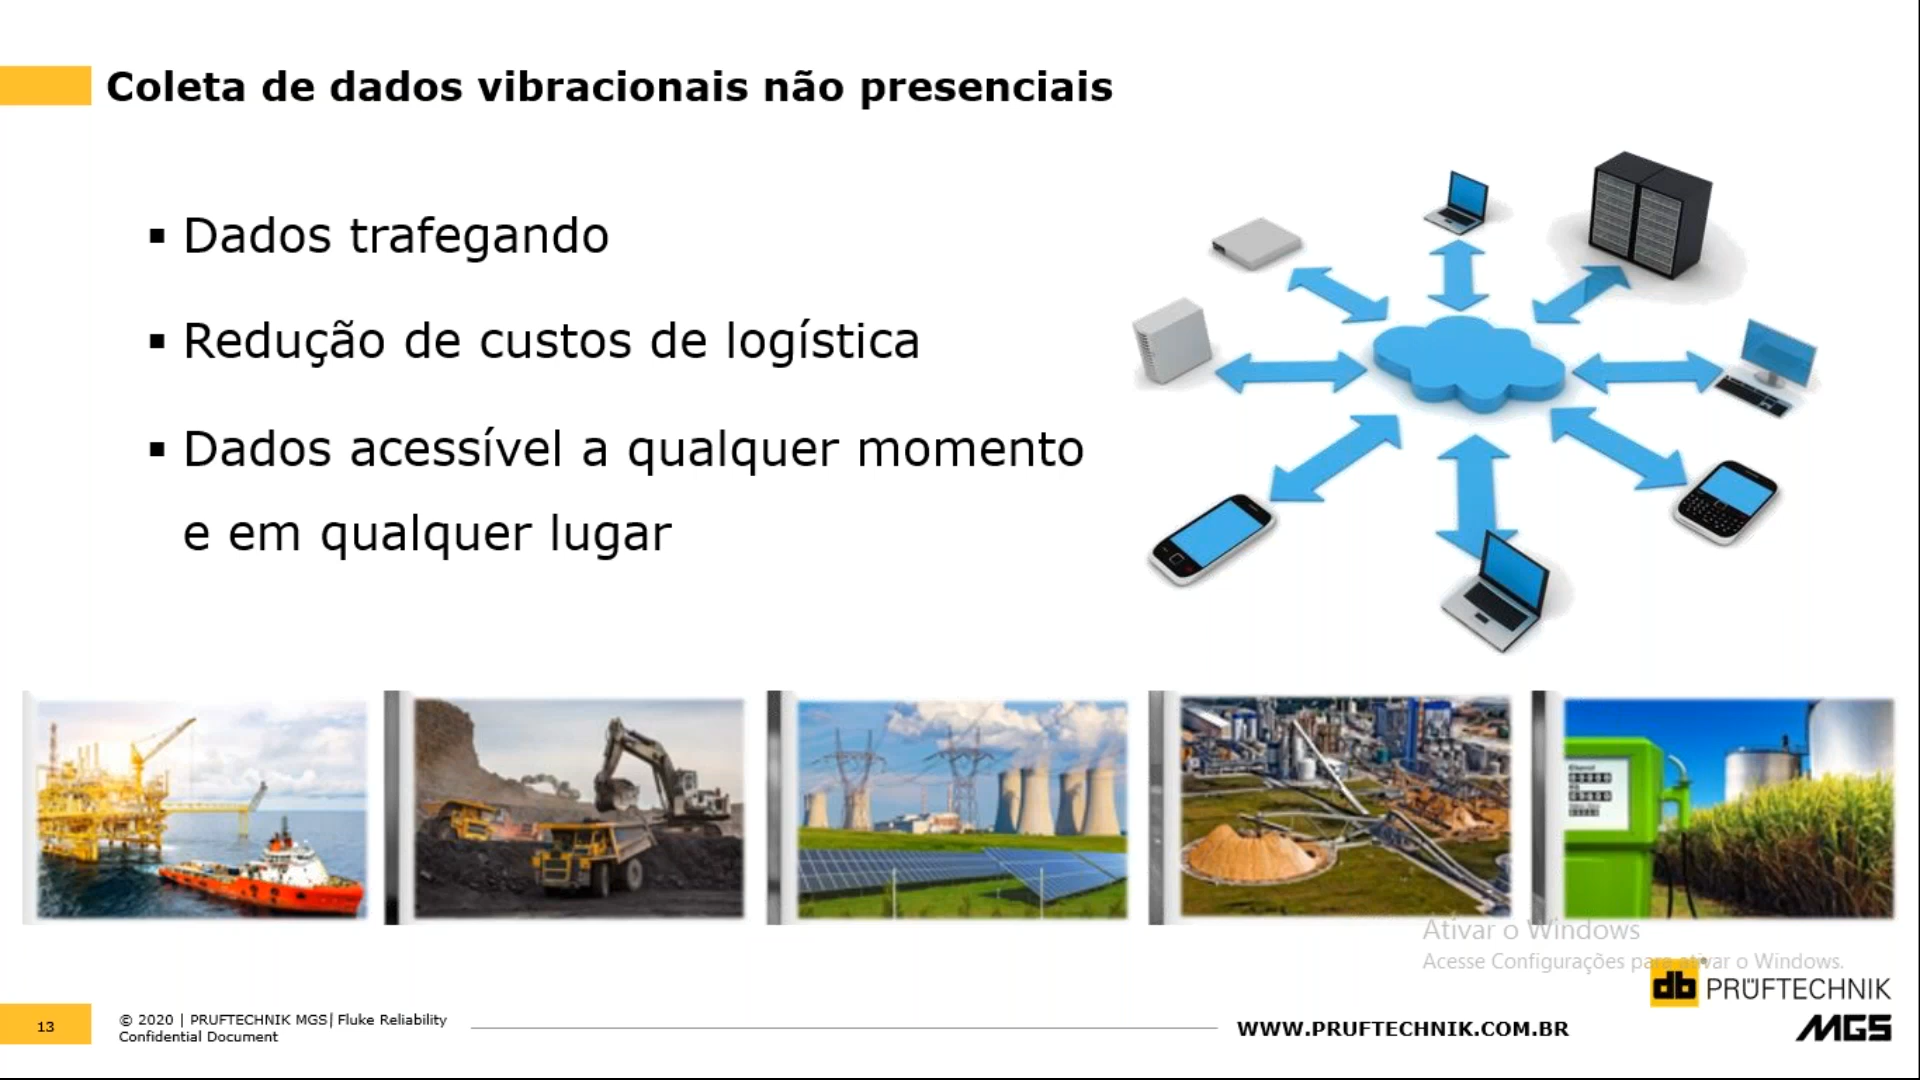 Coleta de dados vibracionais não presenciais
▪ Dados trafegando
▪ Redução de custos de logística
▪ Dados acessível a qualquer momento
e em qualquer lugar
Ativar o Windows
Acesse Configurações para ativar o Windows.
db PRÜFTECHNIK
MGS
13
© 2020 | PRUFTECHNIK MGS| Fluke Reliability
Confidential Document
WWW.PRUFTECHNIK.COM.BR